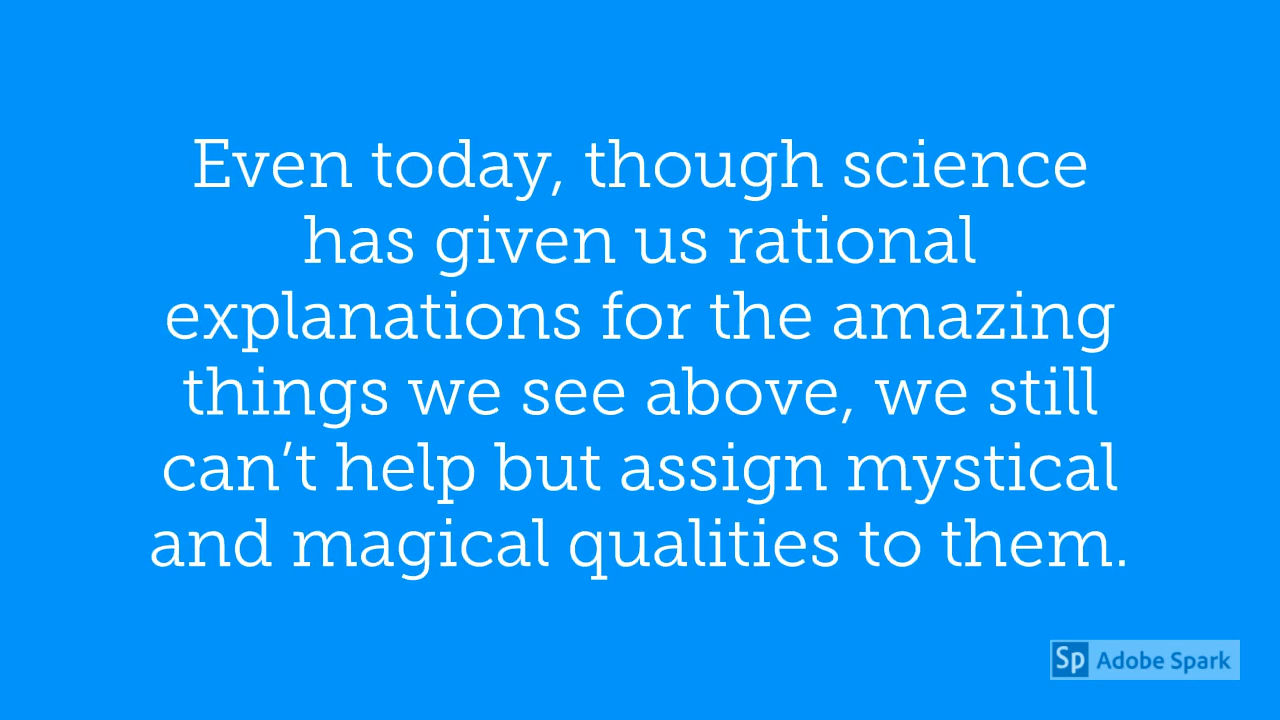 Even today, though science
has given us rational
explanations for the amazing
things we see above, we still
can’t help but assign mystical
and magical qualities to them.
Sp Adobe Spark